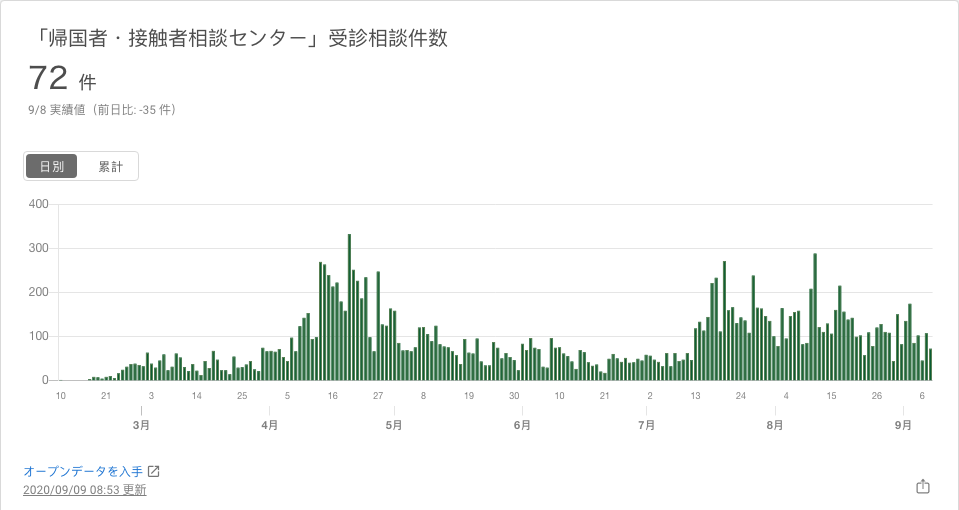 「帰国者・接触者相談センター」受診相談件数
72 件
9/8 実績値（前日比: -35 件）
日別 累計
400
300
200
100
0
10 21 3 14 25 5 16 27 8 19 30 10 21 2 13 24 4 15 26 6
3月 4月 5月 6月 7月 8月 9月
オープンデータを入手
2020/09/09 08:53 更新